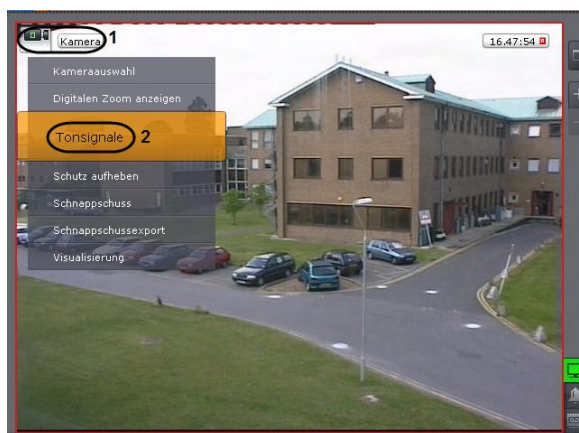 Kamera 1
16.47:54
Kameraauswahl
Digitalen Zoom anzeigen
Tonsignale 2
Schutz aufheben
Schnappschuss
Schnappschussexport
Visualisierung